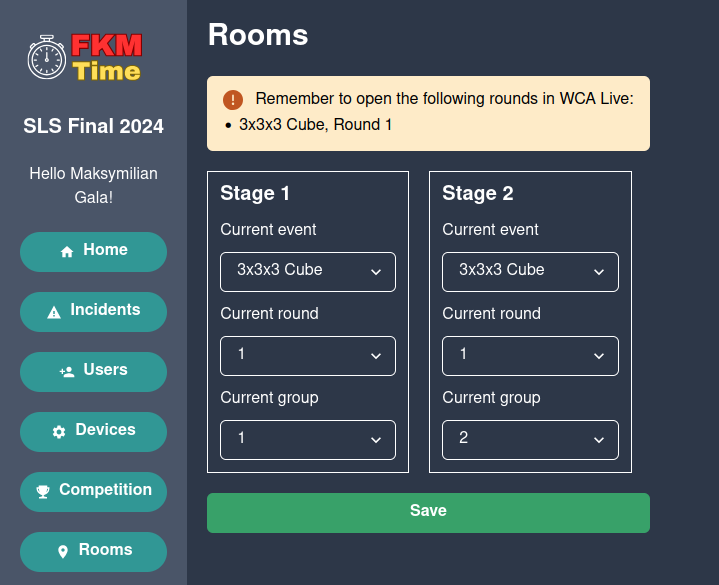 FKM
Time
SLS Final 2024
Hello Maksymilian
Gala!
Home
Incidents
Users
Devices
Competition
Rooms
Rooms
Remember to open the following rounds in WCA Live:
• 3x3x3 Cube, Round 1
Stage 1
Current event
3x3x3 Cube
Current round
1
Current group
1
Stage 2
Current event
3x3x3 Cube
Current round
1
Current group
2
Save